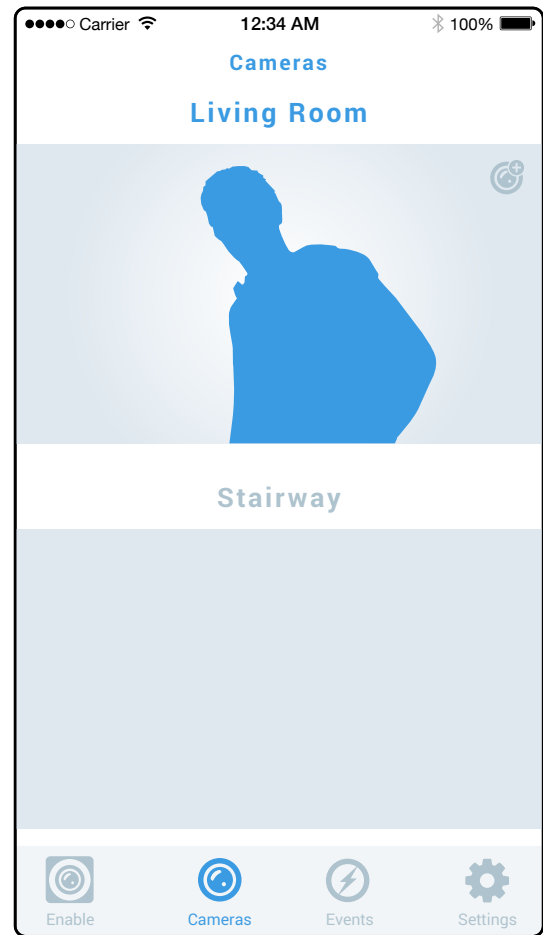 Carrier 12:34 AM 100%
Cameras
Living Room
Stairway
Enable Cameras Events Settings